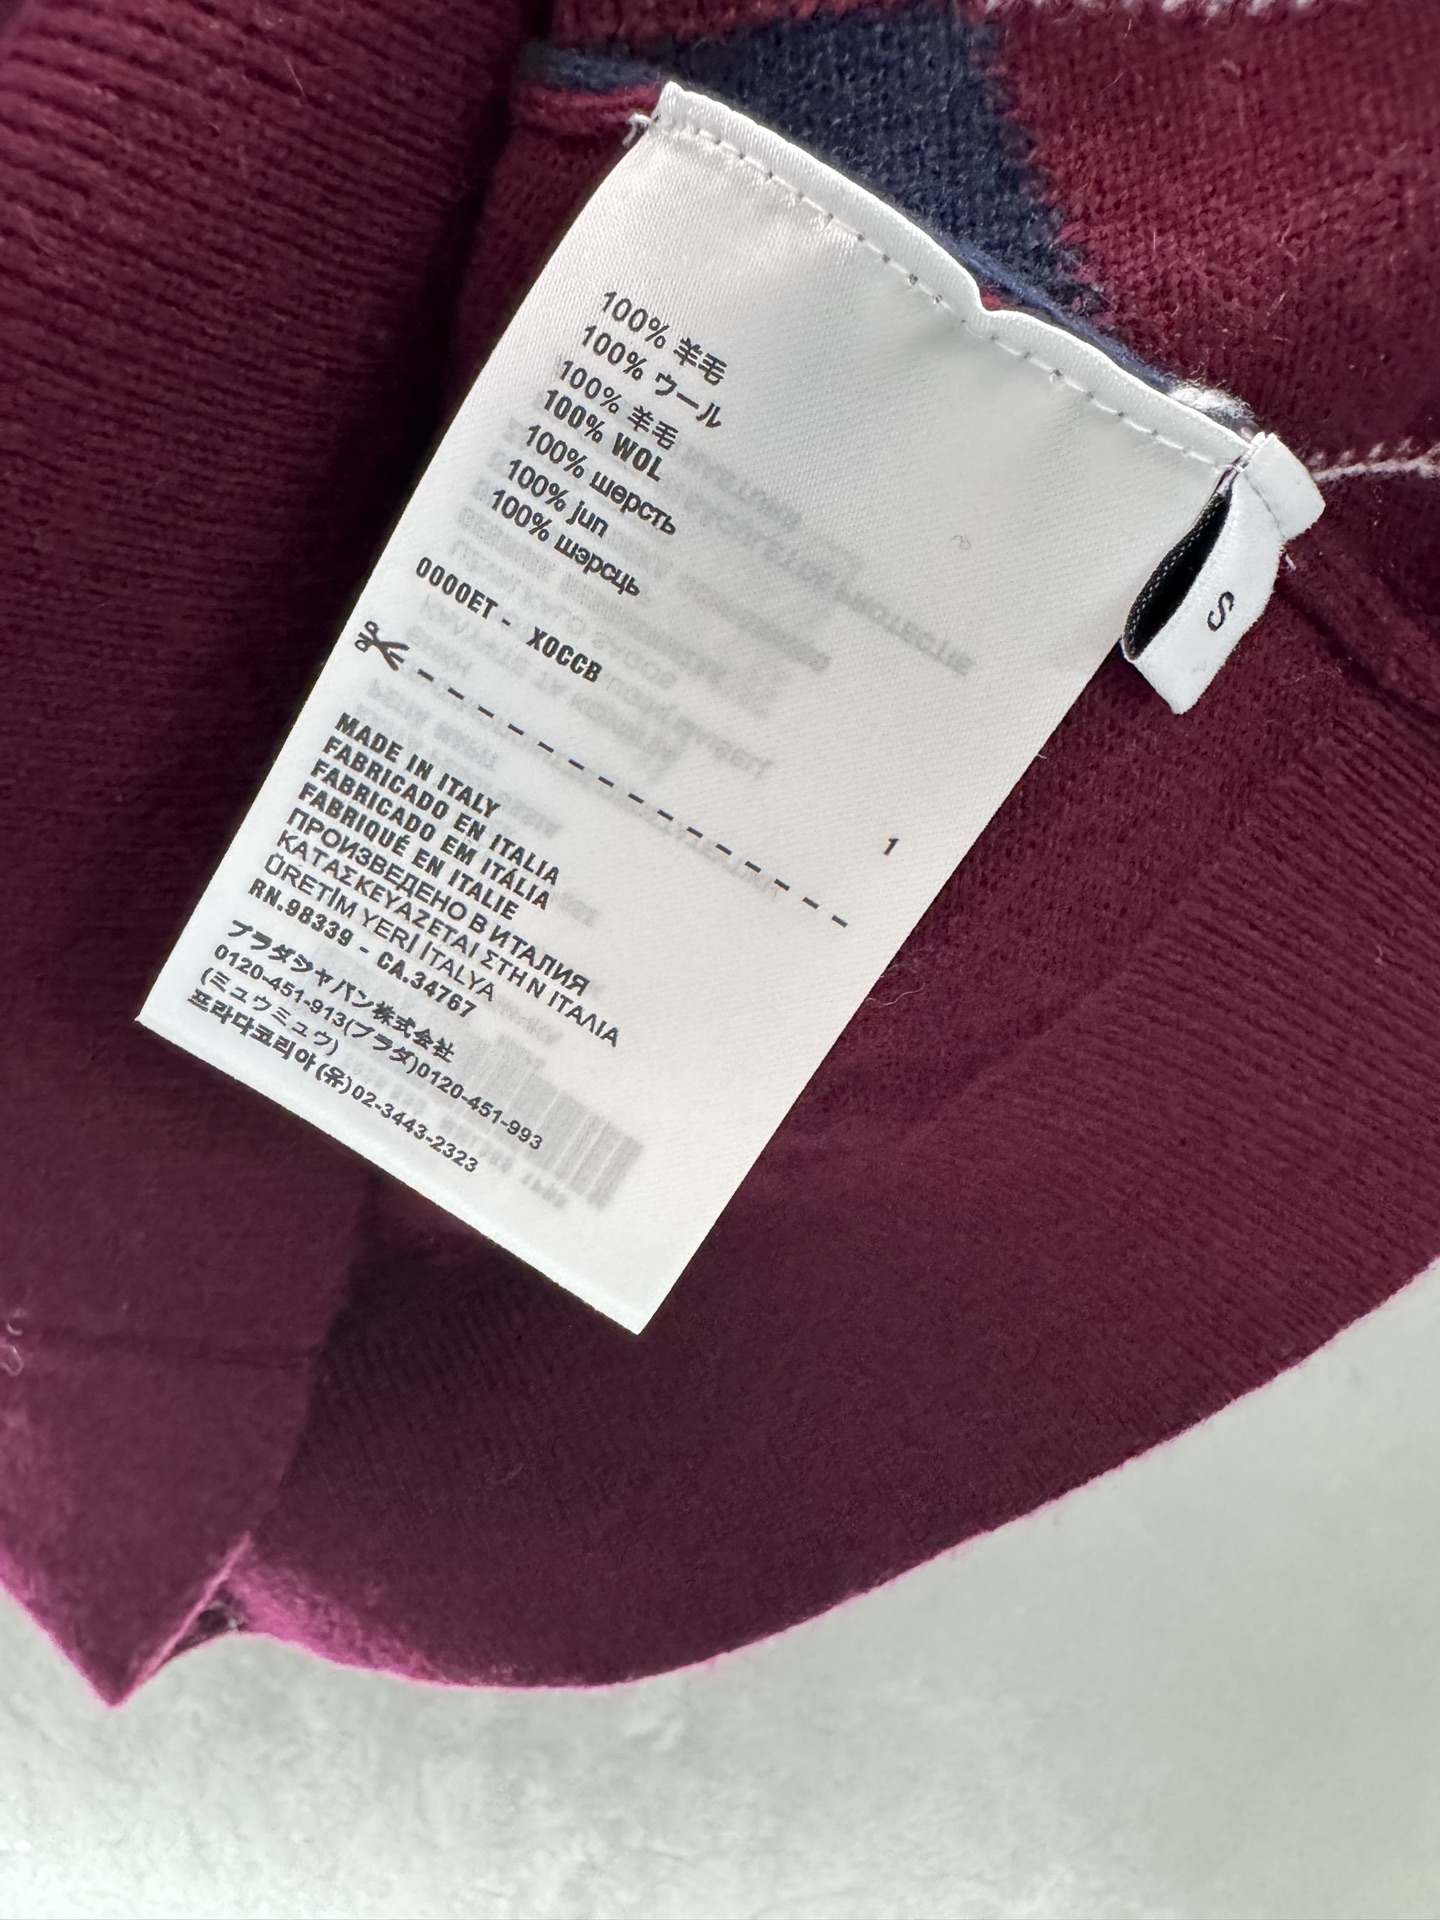 100% 羊毛
100% ウール
100% 羊毛
100% WOL
100% шерсть
100% jun
100% шэрсць
0000ET - X0CCB
1
MADE IN ITALY
FABRICADO EN ITALIA
FABRICADO EM ITÁLIA
FABRIQUÉ EN ITALIE
ПРОИЗВЕДЕНО В ИТАЛИЯ
ΚΑΤΑΣΚΕΥΑΖΕΤΑΙ ΣΤΗΝ ΙΤΑΛΙΑ
ÜRETİM YERİ ITALYA
RN.98339 - CA.34767
プラダジャパン株式会社
0120-451-913(プラダ)0120-451-993
(ミュウミュウ)
프라다코리아(유)02-3443-2323
S